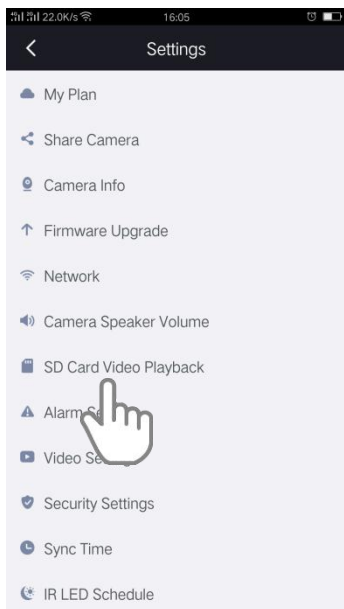 22.0K/s 16:05
Settings
My Plan
Share Camera
Camera Info
Firmware Upgrade
Network
Camera Speaker Volume
SD Card Video Playback
Alarm
Video
Security Settings
Sync Time
IR LED Schedule